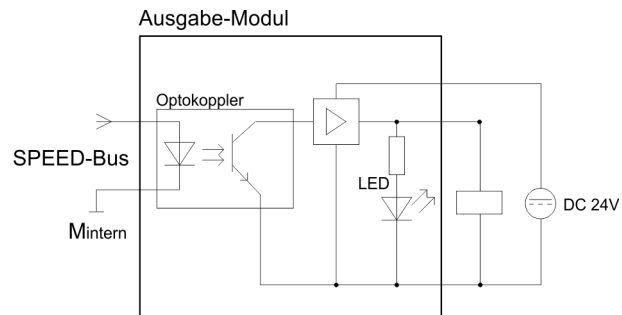 Ausgabe-Modul
Optokoppler
SPEED-Bus
LED
DC 24V
Mintern